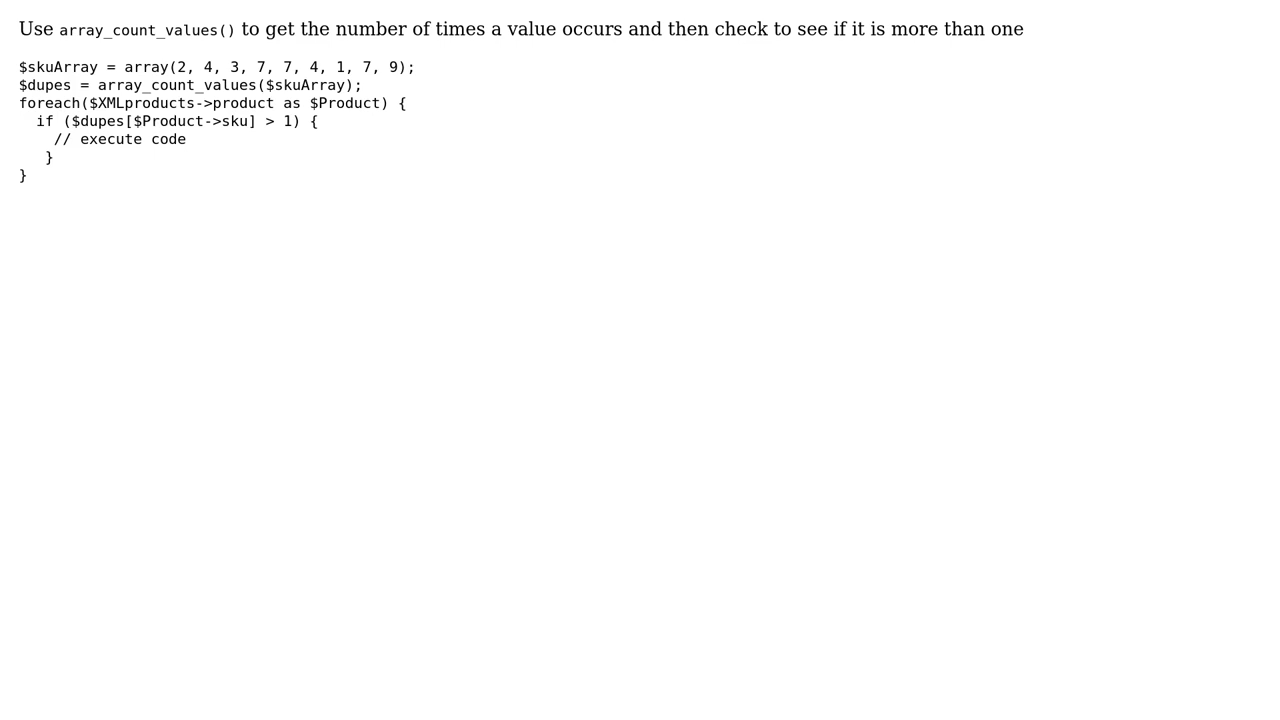 Use array_count_values() to get the number of times a value occurs and then check to see if it is more than one
$skuArray = array(2, 4, 3, 7, 7, 4, 1, 7, 9);
$dupes = array_count_values($skuArray);
foreach($XMLproducts->product as $Product) {
  if ($dupes[$Product->sku] > 1) {
    // execute code
   }
}